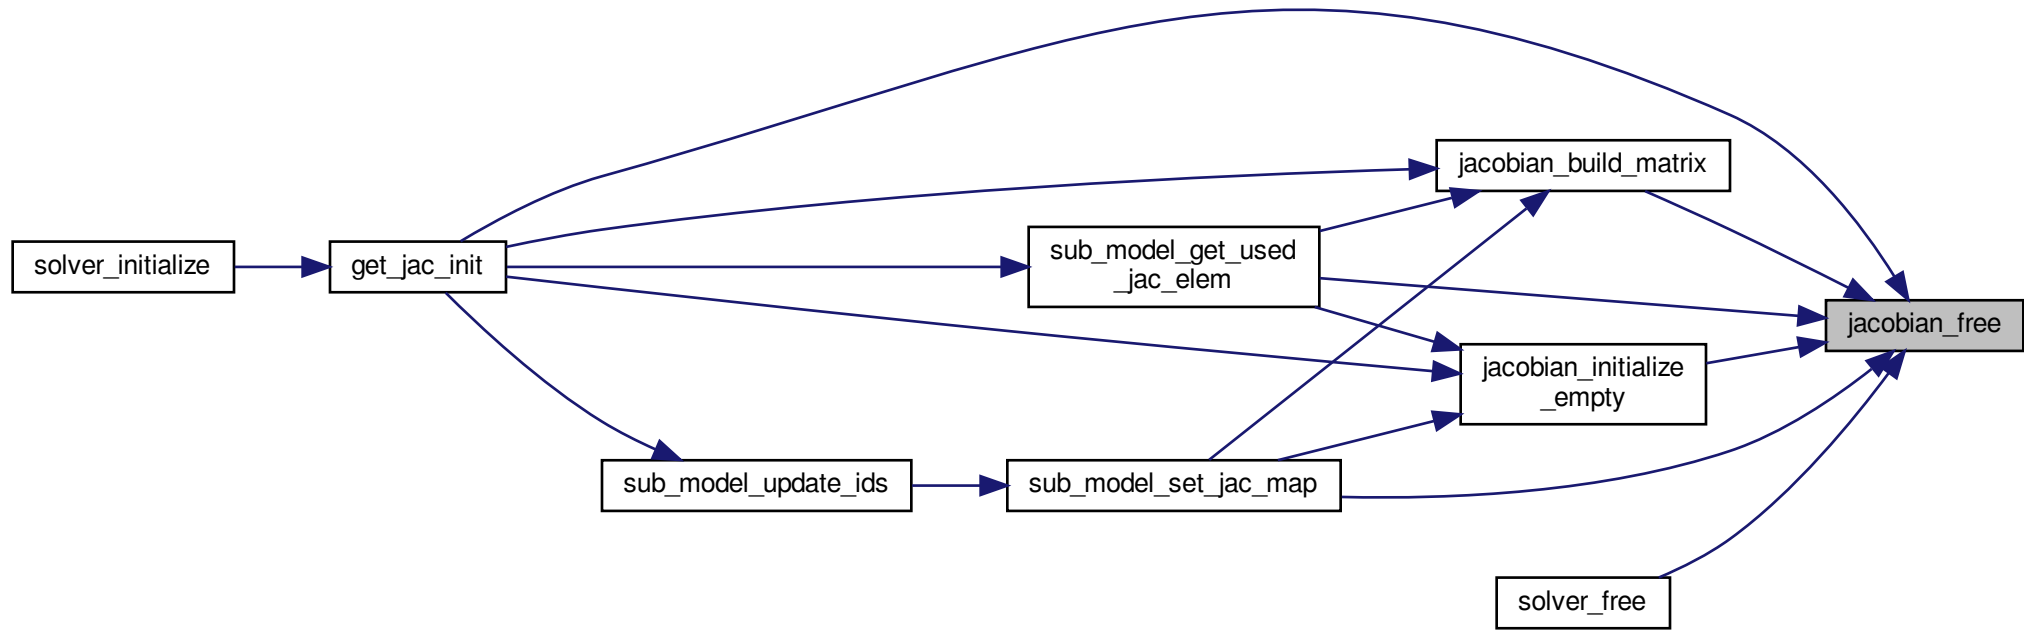 jacobian_build_matrix
solver_initialize
get_jac_init
sub_model_get_used
_jac_elem
jacobian_free
jacobian_initialize
_empty
sub_model_update_ids
sub_model_set_jac_map
solver_free